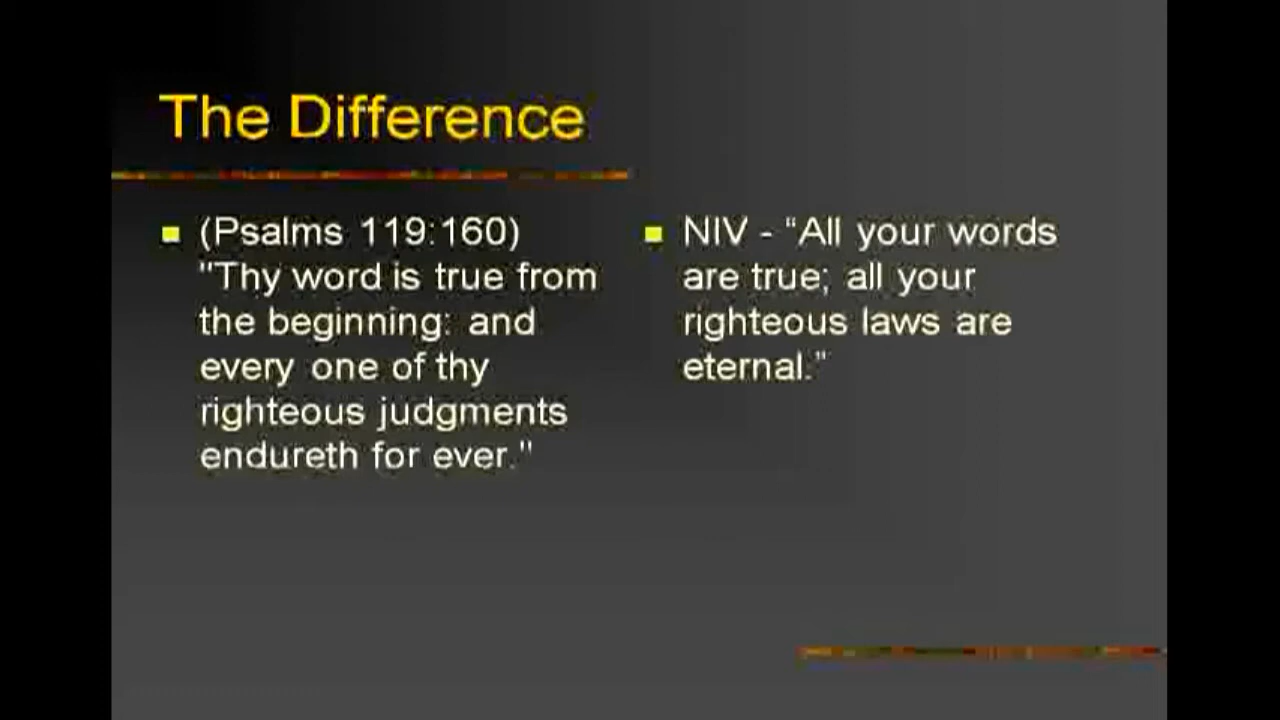 The Difference
(Psalms 119:160)
"Thy word is true from
the beginning: and
every one of thy
righteous judgments
endureth for ever."
NIV - “All your words
are true; all your
righteous laws are
eternal.”